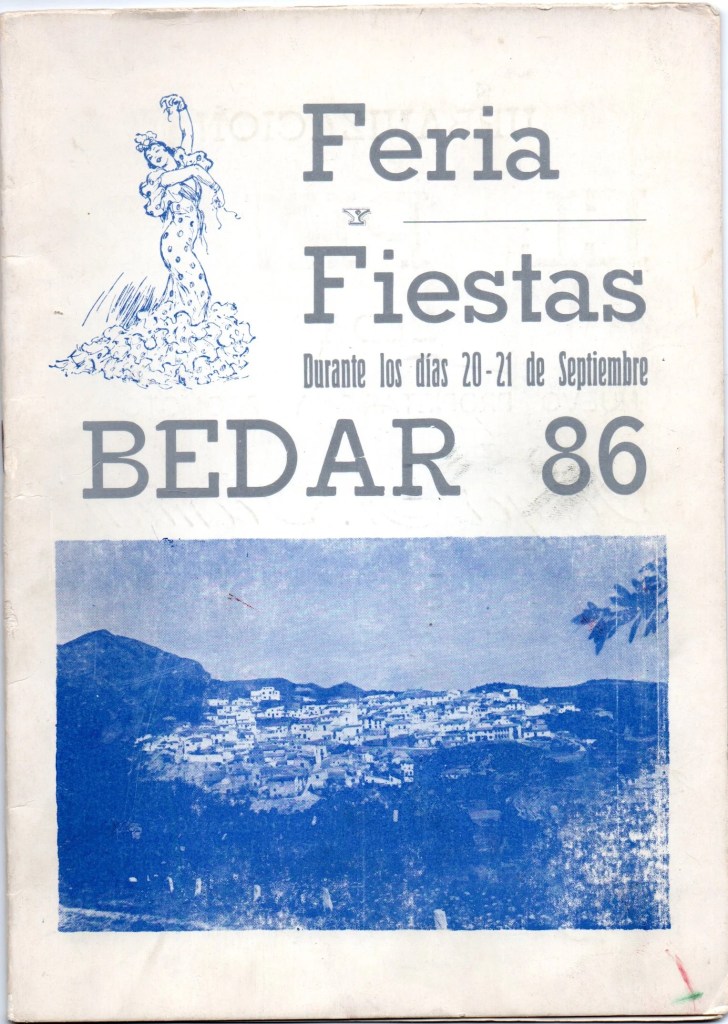 Feria
Y
Fiestas
Durante los días 20-21 de Septiembre
BEDAR 86